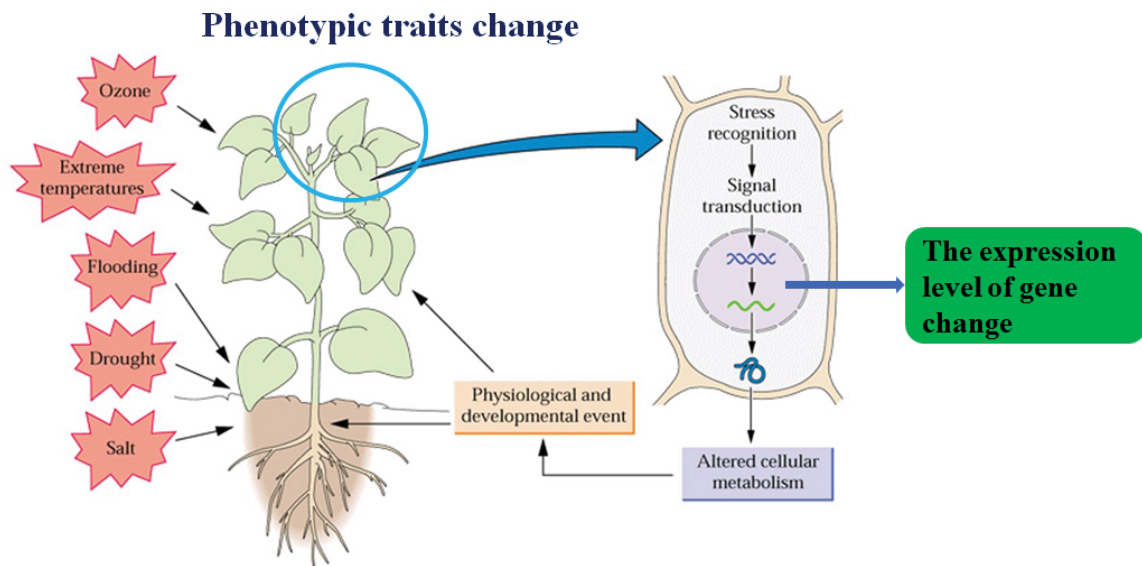 Phenotypic traits change
Ozone
Extreme
temperatures
Flooding
Drought
Salt
Stress
recognition
Signal
transduction
The expression
level of gene
change
Physiological and
developmental event
Altered cellular
metabolism